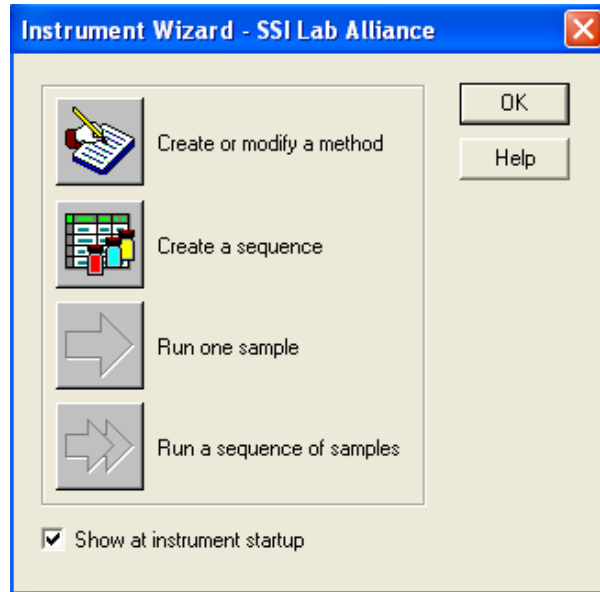 Instrument Wizard - SSI Lab Alliance
OK
Create or modify a method
Help
Create a sequence
Run one sample
Run a sequence of samples
Show at instrument startup